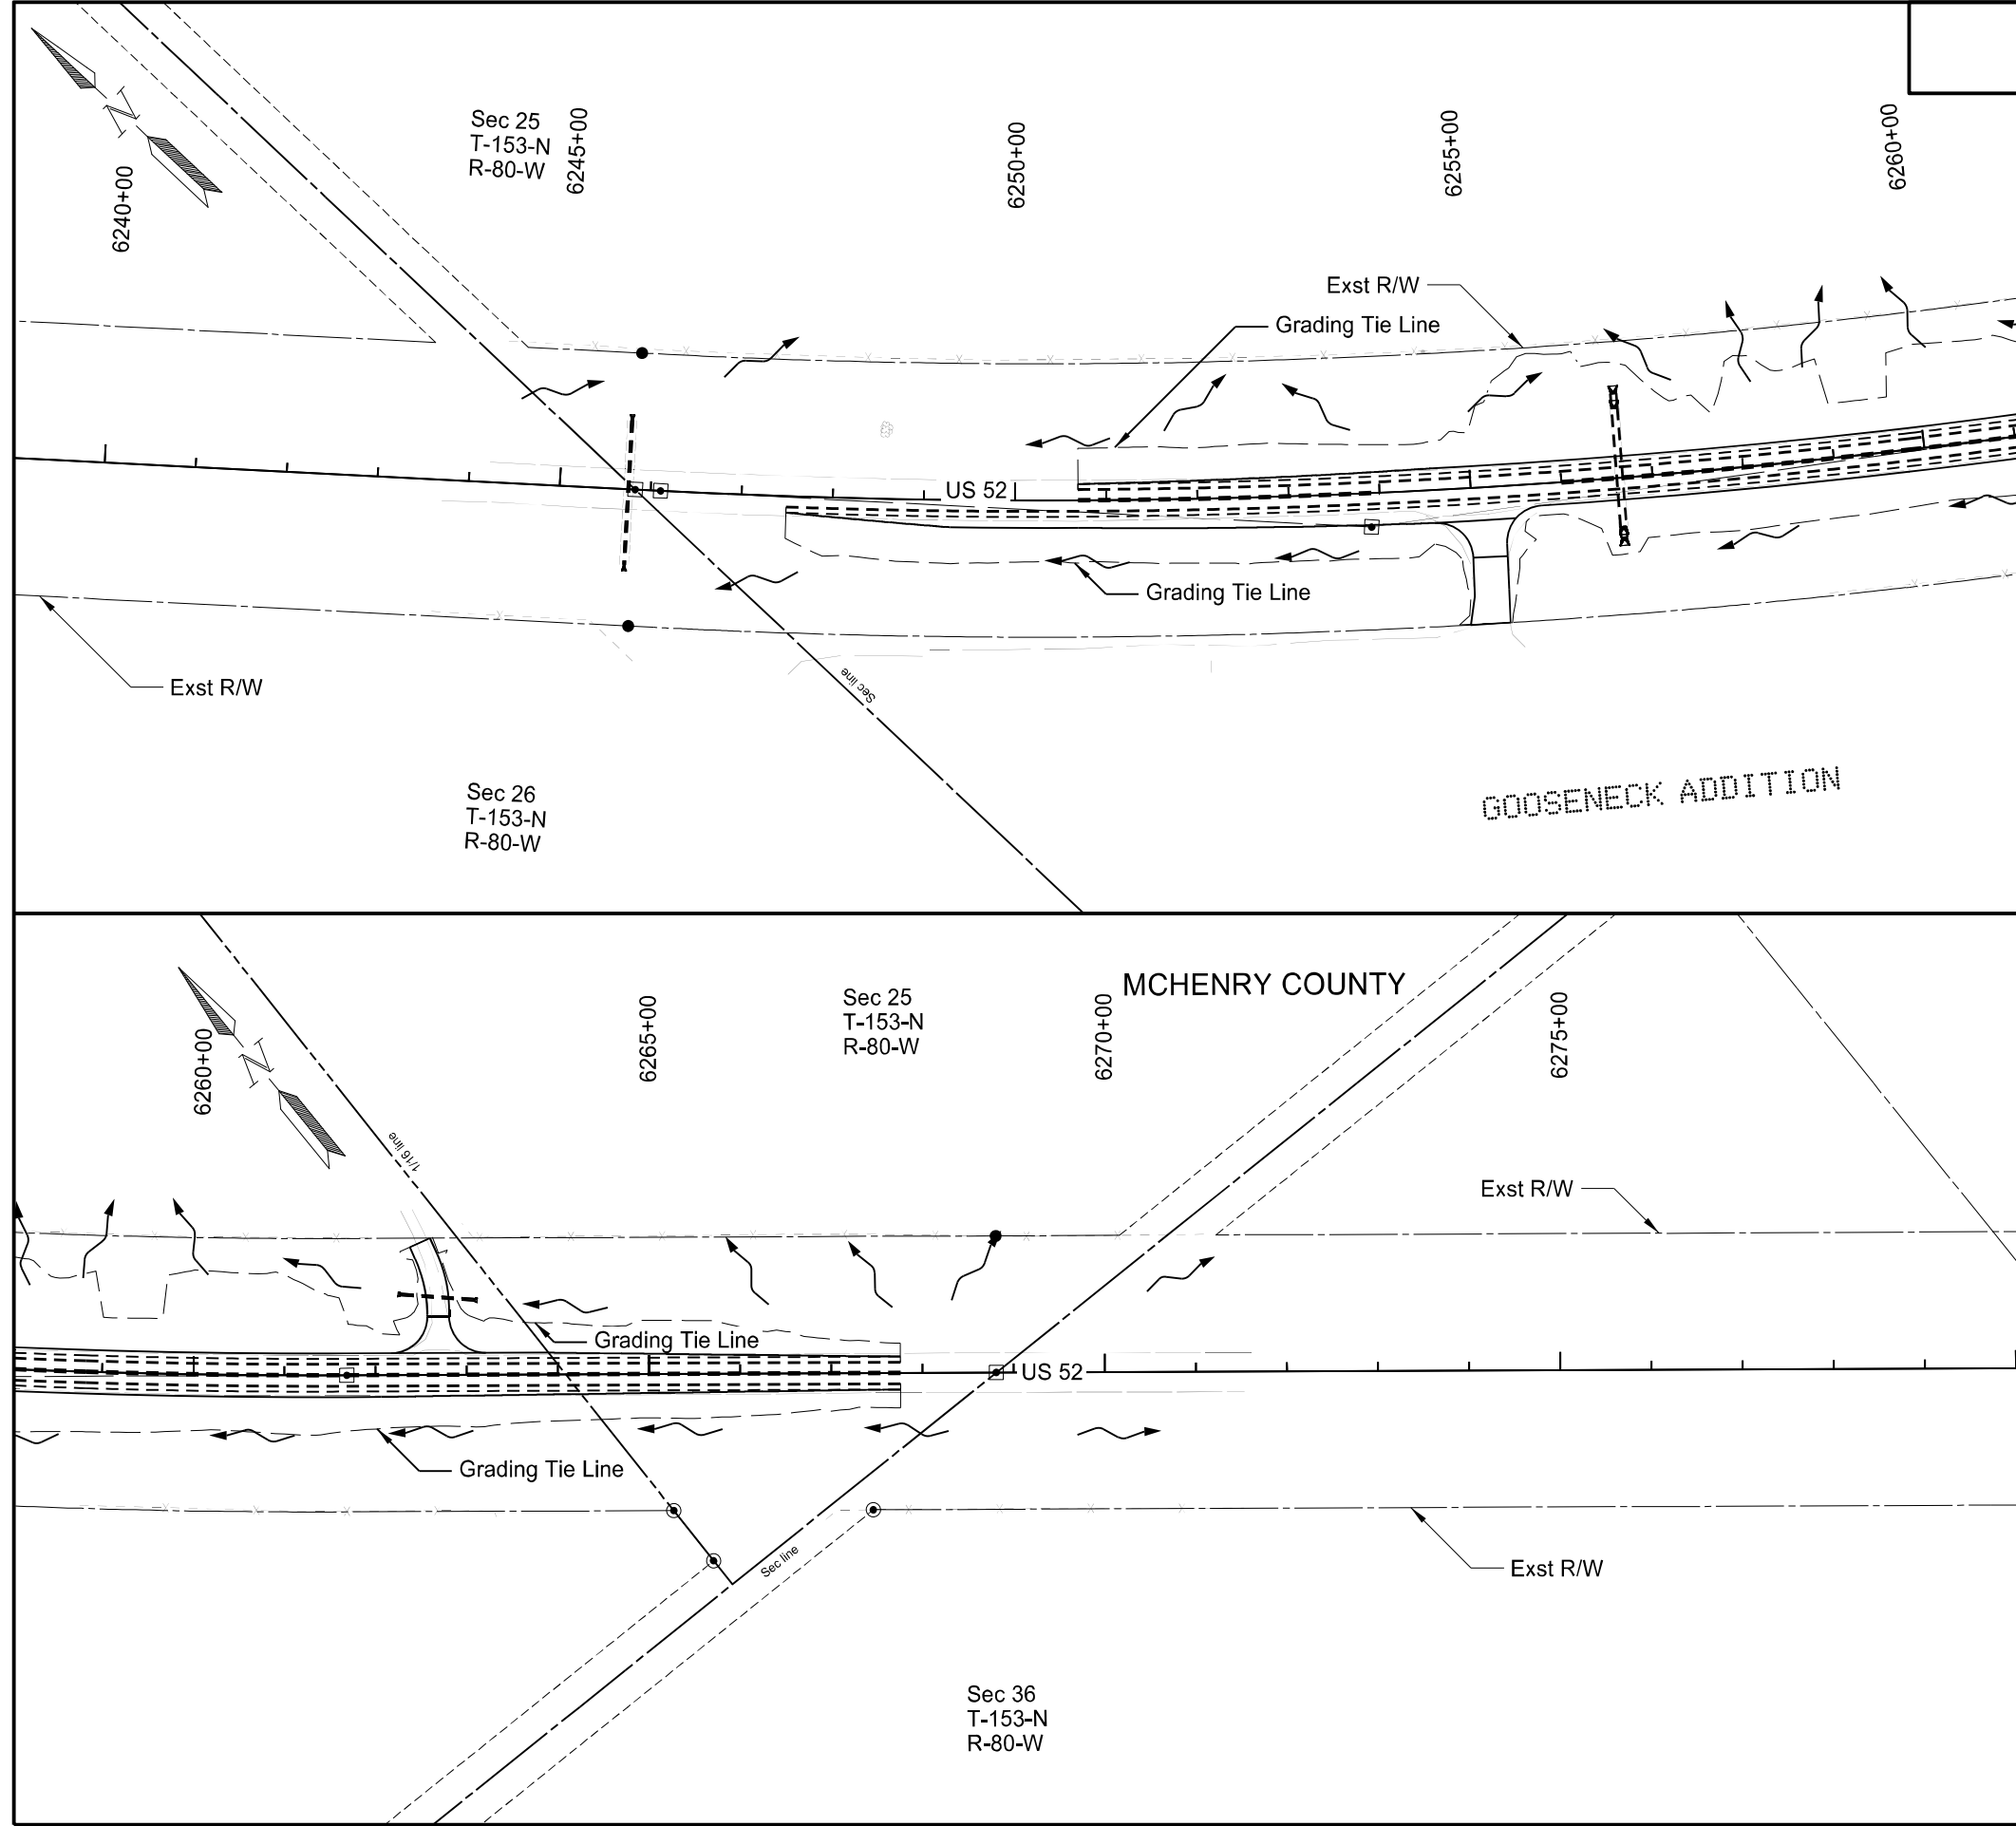 N
6240+00
Sec 25
T-153-N
R-80-W
6245+00
6250+00
6255+00
6260+00
Exst R/W
Grading Tie Line
US 52
Grading Tie Line
Exst R/W
Sec line
Sec 26
T-153-N
R-80-W
GOOSENECK ADDITION
N
6260+00
1/16 line
6265+00
Sec 25
T-153-N
R-80-W
6270+00
MCHENRY COUNTY
6275+00
Exst R/W
Grading Tie Line
US 52
Grading Tie Line
Sec line
Exst R/W
Sec 36
T-153-N
R-80-W